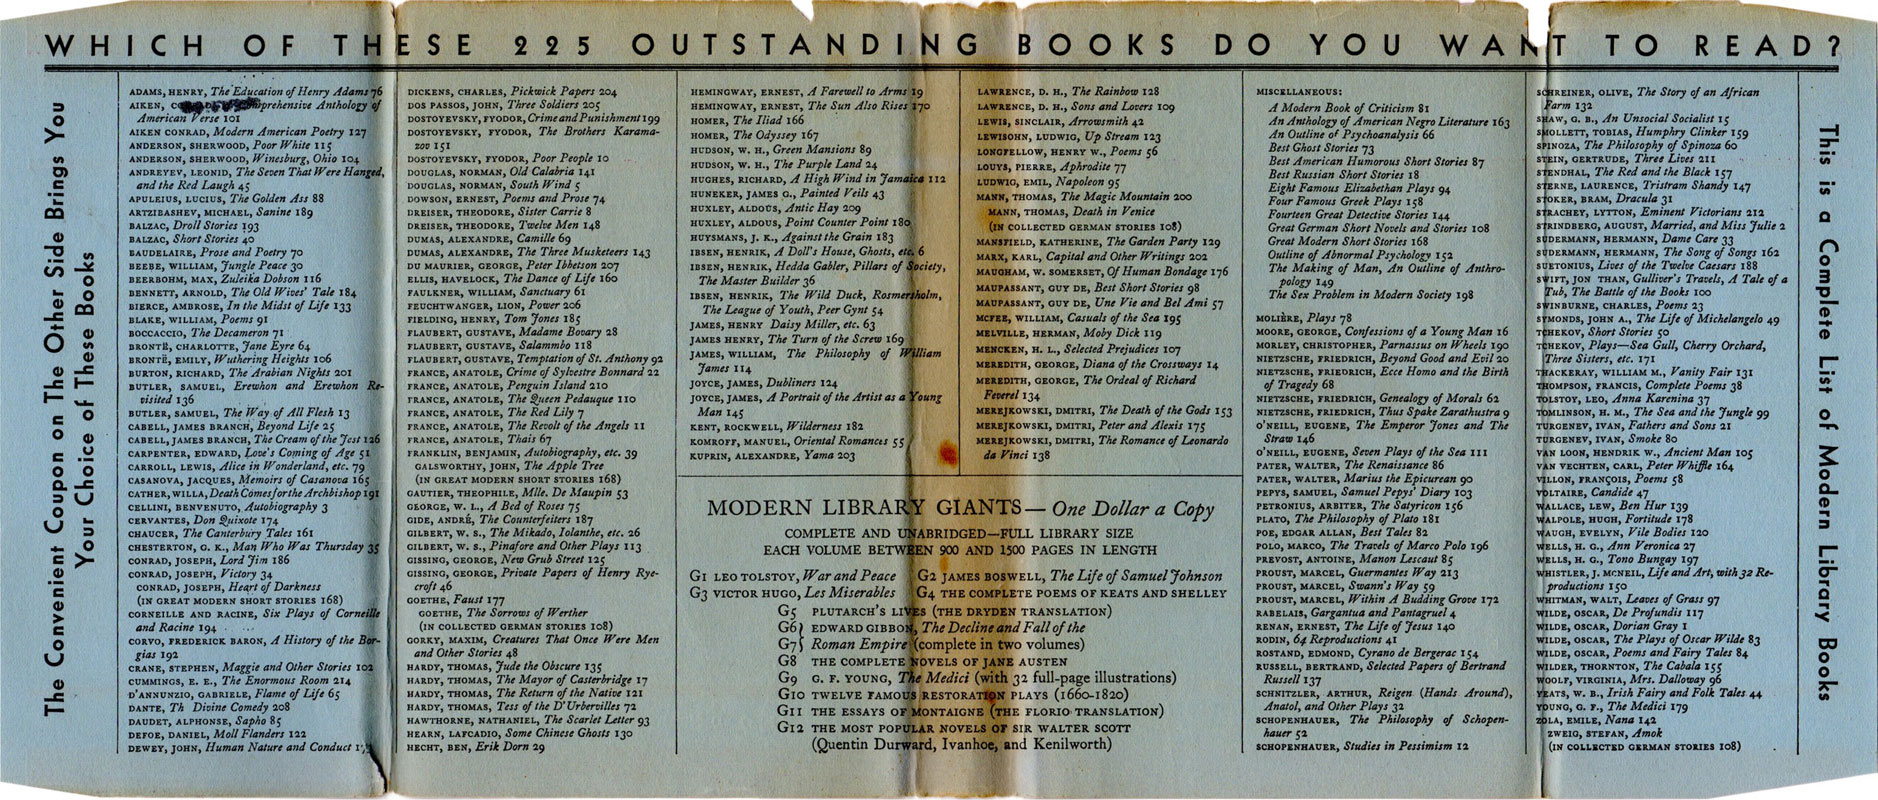 WHICH OF THESE 225 OUTSTANDING BOOKS DO YOU WANT TO READ?
The Convenient Coupon on The Other Side Brings You
Your Choice of These Books
ADAMS, HENRY, The Education of Henry Adams 76
AIKEN, Comprehensive Anthology of
American Verse 101
AIKEN CONRAD, Modern American Poetry 127
ANDERSON, SHERWOOD, Poor White 115
ANDERSON, SHERWOOD, Winesburg, Ohio 104
ANDREYEV, LEONID, The Seven That Were Hanged,
and the Red Laugh 45
APULEIUS, LUCIUS, The Golden Ass 88
ARTZIBASHEV, MICHAEL, Sanine 189
BALZAC, Droll Stories 193
BALZAC, Short Stories 40
BAUDELAIRE, Prose and Poetry 70
BEEBE, WILLIAM, Jungle Peace 30
BEERBOHM, MAX, Zuleika Dobson 116
BENNETT, ARNOLD, The Old Wives' Tale 184
BIERCE, AMBROSE, In the Midst of Life 133
BLAKE, WILLIAM, Poems 91
BOCCACCIO, The Decameron 71
BRONTË, CHARLOTTE, Jane Eyre 64
BRONTË, EMILY, Wuthering Heights 106
BURTON, RICHARD, The Arabian Nights 201
BUTLER, SAMUEL, Erewhon and Erewhon Re-
visited 136
BUTLER, SAMUEL, The Way of All Flesh 13
CABELL, JAMES BRANCH, Beyond Life 25
CABELL, JAMES BRANCH, The Cream of the Jest 126
CARPENTER, EDWARD, Love's Coming of Age 51
CARROLL, LEWIS, Alice in Wonderland, etc. 79
CASANOVA, JACQUES, Memoirs of Casanova 165
CATHER, WILLA, Death Comes for the Archbishop 191
CELLINI, BENVENUTO, Autobiography 3
CERVANTES, Don Quixote 174
CHAUCER, The Canterbury Tales 161
CHESTERTON, G. K., Man Who Was Thursday 35
CONRAD, JOSEPH, Lord Jim 186
CONRAD, JOSEPH, Victory 34
CONRAD, JOSEPH, Heart of Darkness
(IN GREAT MODERN SHORT STORIES 168)
CORNEILLE AND RACINE, Six Plays of Corneille
and Racine 194
CORVO, FREDERICK BARON, A History of the Bor-
gias 192
CRANE, STEPHEN, Maggie and Other Stories 102
CUMMINGS, E. E., The Enormous Room 214
D'ANNUNZIO, GABRIELE, Flame of Life 65
DANTE, Th Divine Comedy 208
DAUDET, ALPHONSE, Sapho 85
DEFOE, DANIEL, Moll Flanders 122
DEWEY, JOHN, Human Nature and Conduct
DICKENS, CHARLES, Pickwick Papers 204
DOS PASSOS, JOHN, Three Soldiers 205
DOSTOYEVSKY, FYODOR, Crime and Punishment 199
DOSTOYEVSKY, FYODOR, The Brothers Karama-
zov 151
DOSTOYEVSKY, FYODOR, Poor People 10
DOUGLAS, NORMAN, Old Calabria 141
DOUGLAS, NORMAN, South Wind 5
DOWSON, ERNEST, Poems and Prose 74
DREISER, THEODORE, Sister Carrie 8
DREISER, THEODORE, Twelve Men 148
DUMAS, ALEXANDRE, Camille 69
DUMAS, ALEXANDRE, The Three Musketeers 143
DU MAURIER, GEORGE, Peter Ibbetson 207
ELLIS, HAVELOCK, The Dance of Life 160
FAULKNER, WILLIAM, Sanctuary 61
FEUCHTWANGER, LION, Power 206
FIELDING, HENRY, Tom Jones 185
FLAUBERT, GUSTAVE, Madame Bovary 28
FLAUBERT, GUSTAVE, Salammbo 118
FLAUBERT, GUSTAVE, Temptation of St. Anthony 92
FRANCE, ANATOLE, Crime of Sylvestre Bonnard 22
FRANCE, ANATOLE, Penguin Island 210
FRANCE, ANATOLE, The Queen Pedauque 110
FRANCE, ANATOLE, The Red Lily 7
FRANCE, ANATOLE, The Revolt of the Angels 11
FRANCE, ANATOLE, Thais 67
FRANKLIN, BENJAMIN, Autobiography, etc. 39
GALSWORTHY, JOHN, The Apple Tree
(IN GREAT MODERN SHORT STORIES 168)
GAUTIER, THEOPHILE, Mlle. De Maupin 53
GEORGE, W. L., A Bed of Roses 75
GIDE, ANDRÉ, The Counterfeiters 187
GILBERT, W. S., The Mikado, Iolanthe, etc. 26
GILBERT, W. S., Pinafore and Other Plays 113
GISSING, GEORGE, New Grub Street 125
GISSING, GEORGE, Private Papers of Henry Rye-
croft 46
GOETHE, Faust 177
GOETHE, The Sorrows of Werther
(IN COLLECTED GERMAN STORIES 108)
GORKY, MAXIM, Creatures That Once Were Men
and Other Stories 48
HARDY, THOMAS, Jude the Obscure 135
HARDY, THOMAS, The Mayor of Casterbridge 17
HARDY, THOMAS, The Return of the Native 121
HARDY, THOMAS, Tess of the D'Urbervilles 72
HAWTHORNE, NATHANIEL, The Scarlet Letter 93
HEARN, LAFCADIO, Some Chinese Ghosts 130
HECHT, BEN, Erik Dorn 29
HEMINGWAY, ERNEST, A Farewell to Arms 19
HEMINGWAY, ERNEST, The Sun Also Rises 170
HOMER, The Iliad 166
HOMER, The Odyssey 167
HUDSON, W. H., Green Mansions 89
HUDSON, W. H., The Purple Land 24
HUGHES, RICHARD, A High Wind in Jamaica 112
HUNEKER, JAMES G., Painted Veils 43
HUXLEY, ALDOUS, Antic Hay 209
HUXLEY, ALDOUS, Point Counter Point 180
HUYSMANS, J. K., Against the Grain 183
IBSEN, HENRIK, A Doll's House, Ghosts, etc. 6
IBSEN, HENRIK, Hedda Gabler, Pillars of Society,
The Master Builder 36
IBSEN, HENRIK, The Wild Duck, Rosmersholm,
The League of Youth, Peer Gynt 54
JAMES, HENRY Daisy Miller, etc. 63
JAMES HENRY, The Turn of the Screw 169
JAMES, WILLIAM, The Philosophy of William
James 114
JOYCE, JAMES, Dubliners 124
JOYCE, JAMES, A Portrait of the Artist as a Young
Man 145
KENT, ROCKWELL, Wilderness 182
KOMROFF, MANUEL, Oriental Romances 55
KUPRIN, ALEXANDRE, Yama 203
LAWRENCE, D. H., The Rainbow 128
LAWRENCE, D. H., Sons and Lovers 109
LEWIS, SINCLAIR, Arrowsmith 42
LEWISOHN, LUDWIG, Up Stream 123
LONGFELLOW, HENRY W., Poems 56
LOUYS, PIERRE, Aphrodite 77
LUDWIG, EMIL, Napoleon 95
MANN, THOMAS, The Magic Mountain 200
MANN, THOMAS, Death in Venice
(IN COLLECTED GERMAN STORIES 108)
MANSFIELD, KATHERINE, The Garden Party 129
MARX, KARL, Capital and Other Writings 202
MAUGHAM, W. SOMERSET, Of Human Bondage 176
MAUPASSANT, GUY DE, Best Short Stories 98
MAUPASSANT, GUY DE, Une Vie and Bel Ami 57
MCFEE, WILLIAM, Casuals of the Sea 195
MELVILLE, HERMAN, Moby Dick 119
MENCKEN, H. L., Selected Prejudices 107
MEREDITH, GEORGE, Diana of the Crossways 14
MEREDITH, GEORGE, The Ordeal of Richard
Feverel 134
MEREJKOWSKI, DMITRI, The Death of the Gods 153
MEREJKOWSKI, DMITRI, Peter and Alexis 175
MEREJKOWSKI, DMITRI, The Romance of Leonardo
da Vinci 138
MODERN LIBRARY GIANTS—One Dollar a Copy
COMPLETE AND UNABRIDGED—FULL LIBRARY SIZE
EACH VOLUME BETWEEN 900 AND 1500 PAGES IN LENGTH
G1 LEO TOLSTOY, War and Peace G2 JAMES BOSWELL, The Life of Samuel Johnson
G3 VICTOR HUGO, Les Miserables G4 THE COMPLETE POEMS OF KEATS AND SHELLEY
G5 PLUTARCH'S LIVES (THE DRYDEN TRANSLATION)
G6} EDWARD GIBBON, The Decline and Fall of the
G7} Roman Empire (complete in two volumes)
G8 THE COMPLETE NOVELS OF JANE AUSTEN
G9 G. F. YOUNG, The Medici (with 32 full-page illustrations)
G10 TWELVE FAMOUS RESTORATION PLAYS (1660-1820)
G11 THE ESSAYS OF MONTAIGNE (THE FLORIO TRANSLATION)
G12 THE MOST POPULAR NOVELS OF SIR WALTER SCOTT
(Quentin Durward, Ivanhoe, and Kenilworth)
MISCELLANEOUS:
A Modern Book of Criticism 81
An Anthology of American Negro Literature 163
An Outline of Psychoanalysis 66
Best Ghost Stories 73
Best American Humorous Short Stories 87
Best Russian Short Stories 18
Eight Famous Elizabethan Plays 94
Four Famous Greek Plays 158
Fourteen Great Detective Stories 144
Great German Short Novels and Stories 108
Great Modern Short Stories 168
Outline of Abnormal Psychology 152
The Making of Man, An Outline of Anthro-
pology 149
The Sex Problem in Modern Society 198
MOLIÈRE, Plays 78
MOORE, GEORGE, Confessions of a Young Man 16
MORLEY, CHRISTOPHER, Parnassus on Wheels 190
NIETZSCHE, FRIEDRICH, Beyond Good and Evil 20
NIETZSCHE, FRIEDRICH, Ecce Homo and the Birth
of Tragedy 68
NIETZSCHE, FRIEDRICH, Genealogy of Morals 62
NIETZSCHE, FRIEDRICH, Thus Spake Zarathustra 9
O'NEILL, EUGENE, The Emperor Jones and The
Straw 146
O'NEILL, EUGENE, Seven Plays of the Sea 111
PATER, WALTER, The Renaissance 86
PATER, WALTER, Marius the Epicurean 90
PEPYS, SAMUEL, Samuel Pepys' Diary 103
PETRONIUS, ARBITER, The Satyricon 156
PLATO, The Philosophy of Plato 181
POE, EDGAR ALLAN, Best Tales 82
POLO, MARCO, The Travels of Marco Polo 196
PREVOST, ANTOINE, Manon Lescaut 85
PROUST, MARCEL, Guermantes Way 213
PROUST, MARCEL, Swann's Way 59
PROUST, MARCEL, Within A Budding Grove 172
RABELAIS, Gargantua and Pantagruel 4
RENAN, ERNEST, The Life of Jesus 140
RODIN, 64 Reproductions 41
ROSTAND, EDMOND, Cyrano de Bergerac 154
RUSSELL, BERTRAND, Selected Papers of Bertrand
Russell 137
SCHNITZLER, ARTHUR, Reigen (Hands Around),
Anatol, and Other Plays 32
SCHOPENHAUER, The Philosophy of Schopen-
hauer 52
SCHOPENHAUER, Studies in Pessimism 12
SCHREINER, OLIVE, The Story of an African
Farm 132
SHAW, G. B., An Unsocial Socialist 15
SMOLLETT, TOBIAS, Humphry Clinker 159
SPINOZA, The Philosophy of Spinoza 60
STEIN, GERTRUDE, Three Lives 211
STENDHAL, The Red and the Black 157
STERNE, LAURENCE, Tristram Shandy 147
STOKER, BRAM, Dracula 31
STRACHEY, LYTTON, Eminent Victorians 212
STRINDBERG, AUGUST, Married, and Miss Julie 2
SUDERMANN, HERMANN, Dame Care 33
SUDERMANN, HERMANN, The Song of Songs 162
SUETONIUS, Lives of the Twelve Caesars 188
SWIFT, JON THAN, Gulliver's Travels, A Tale of a
Tub, The Battle of the Books 100
SWINBURNE, CHARLES, Poems 23
SYMONDS, JOHN A., The Life of Michelangelo 49
TCHEKOV, Short Stories 50
TCHEKOV, Plays—Sea Gull, Cherry Orchard,
Three Sisters, etc. 171
THACKERAY, WILLIAM M., Vanity Fair 131
THOMPSON, FRANCIS, Complete Poems 38
TOLSTOY, LEO, Anna Karenina 37
TOMLINSON, H. M., The Sea and the Jungle 99
TURGENEV, IVAN, Fathers and Sons 21
TURGENEV, IVAN, Smoke 80
VAN LOON, HENDRIK W., Ancient Man 105
VAN VECHTEN, CARL, Peter Whiffle 164
VILLON, FRANÇOIS, Poems 58
VOLTAIRE, Candide 47
WALLACE, LEW, Ben Hur 139
WALPOLE, HUGH, Fortitude 178
WAUGH, EVELYN, Vile Bodies 120
WELLS, H. G., Ann Veronica 27
WELLS, H. G., Tono Bungay 197
WHISTLER, J. MCNEIL, Life and Art, with 32 Re-
productions 150
WHITMAN, WALT, Leaves of Grass 97
WILDE, OSCAR, De Profundis 117
WILDE, OSCAR, Dorian Gray 1
WILDE, OSCAR, The Plays of Oscar Wilde 83
WILDE, OSCAR, Poems and Fairy Tales 84
WILDER, THORNTON, The Cabala 155
WOOLF, VIRGINIA, Mrs. Dalloway 96
YEATS, W. B., Irish Fairy and Folk Tales 44
YOUNG, G. F., The Medici 179
ZOLA, EMILE, Nana 142
ZWEIG, STEFAN, Amok
(IN COLLECTED GERMAN STORIES 108)
This is a Complete List of Modern Library Books